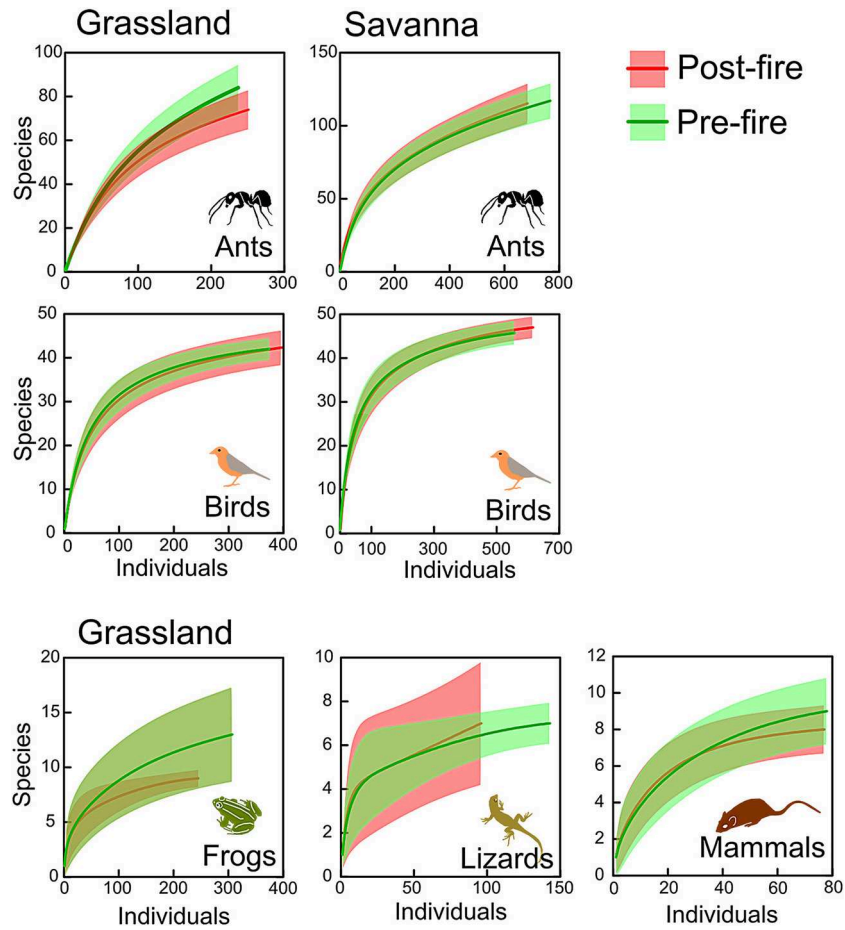 Grassland
Savanna
Post-fire
Pre-fire
100
80
60
40
20
0
Species
Ants
0 100 200 300
150
100
50
0
Ants
0 200 400 600 800
50
40
30
20
10
0
Species
Birds
0 100 200 300 400
Individuals
50
40
30
20
10
0
Birds
0 100 300 500 700
Individuals
Grassland
20
15
10
5
0
Species
Frogs
0 100 200 300 400
Individuals
10
8
6
4
2
0
Lizards
0 50 100 150
Individuals
12
10
8
6
4
2
0
Mammals
0 20 40 60 80
Individuals